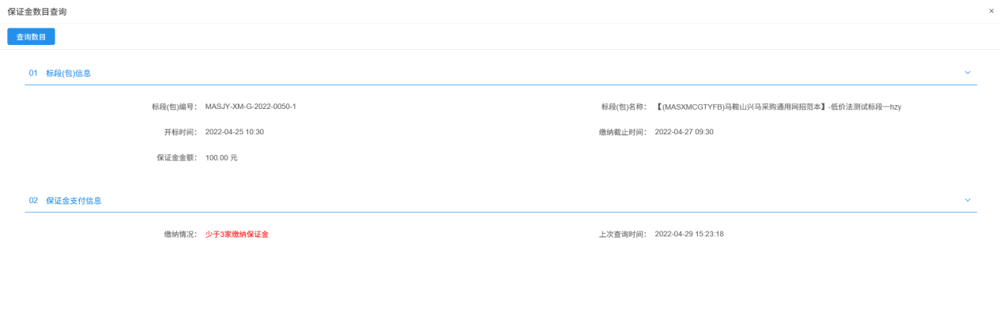 保证金数目查询
×
查询数目
01 标段(包)信息
标段(包)编号： MASJY-XM-G-2022-0050-1 标段(包)名称： 【(MASXMCGTYFB)马鞍山兴马采购通用网招范本】-低价法测试标段一hzy
开标时间： 2022-04-25 10:30 缴纳截止时间： 2022-04-27 09:30
保证金金额： 100.00 元
02 保证金支付信息
缴纳情况： 少于3家缴纳保证金 上次查询时间： 2022-04-29 15:23:18